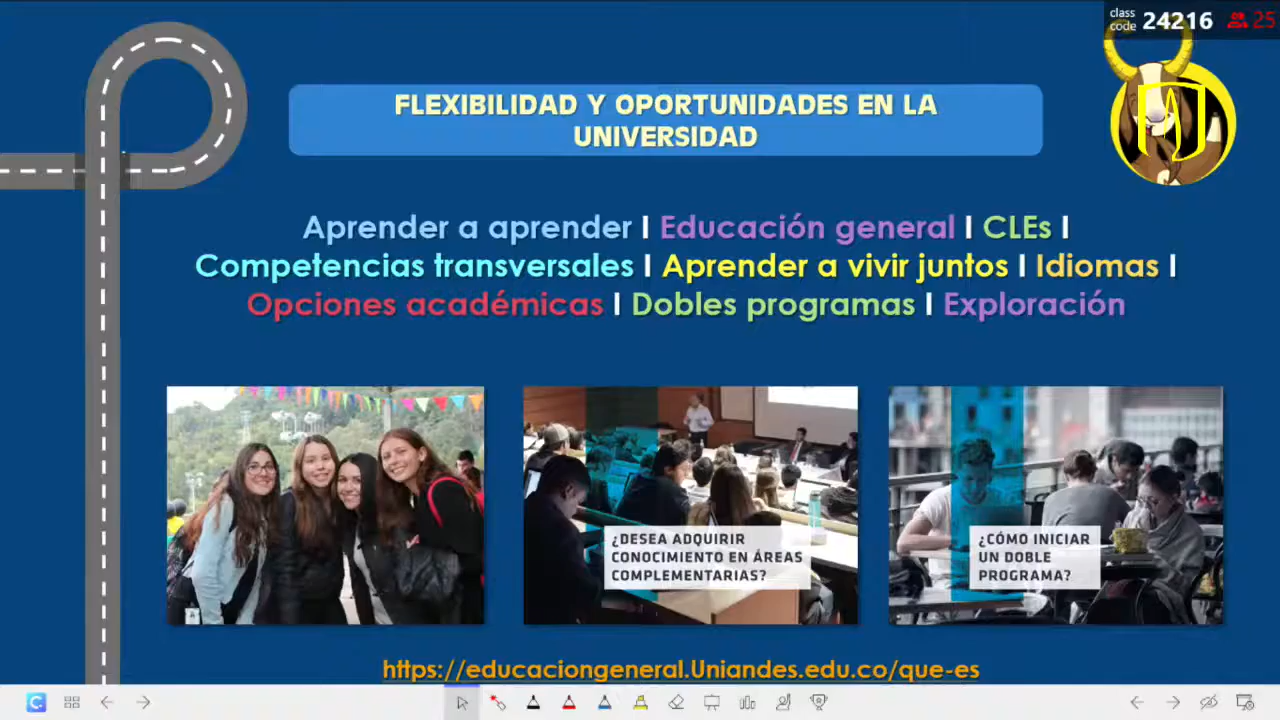 class
code 24216 25
FLEXIBILIDAD Y OPORTUNIDADES EN LA
UNIVERSIDAD
Aprender a aprender I Educación general I CLEs I
Competencias transversales I Aprender a vivir juntos I Idiomas I
Opciones académicas I Dobles programas I Exploración
¿DESEA ADQUIRIR
CONOCIMIENTO EN ÁREAS
COMPLEMENTARIAS?
¿CÓMO INICIAR
UN DOBLE
PROGRAMA?
https://educaciongeneral.Uniandes.edu.co/que-es